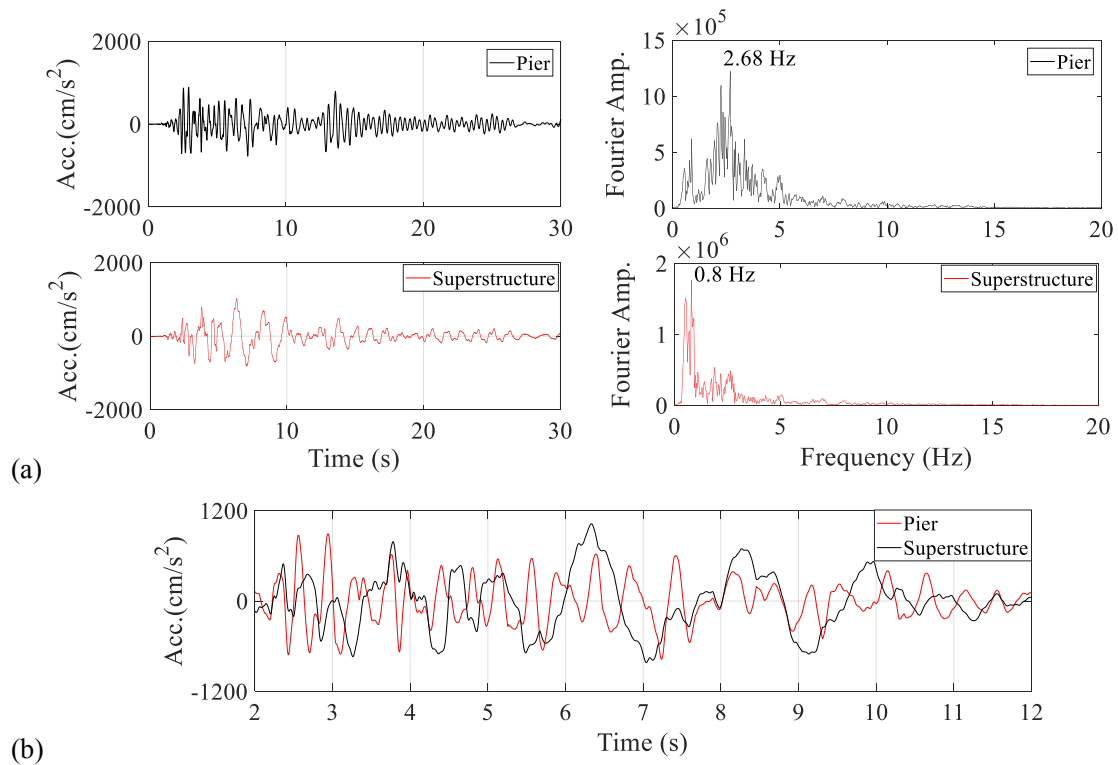 2000
0
-2000
Acc.(cm/s²)
Pier
0 10 20 30
×10⁵
15
10
5
0
Fourier Amp.
2.68 Hz
Pier
0 5 10 15 20
2000
0
-2000
Acc.(cm/s²)
Superstructure
0 10 20 30
Time (s)
×10⁶
2
1
0
Fourier Amp.
0.8 Hz
Superstructure
0 5 10 15 20
Frequency (Hz)
(a)
1200
0
-1200
Acc.(cm/s²)
Pier
Superstructure
2 3 4 5 6 7 8 9 10 11 12
Time (s)
(b)